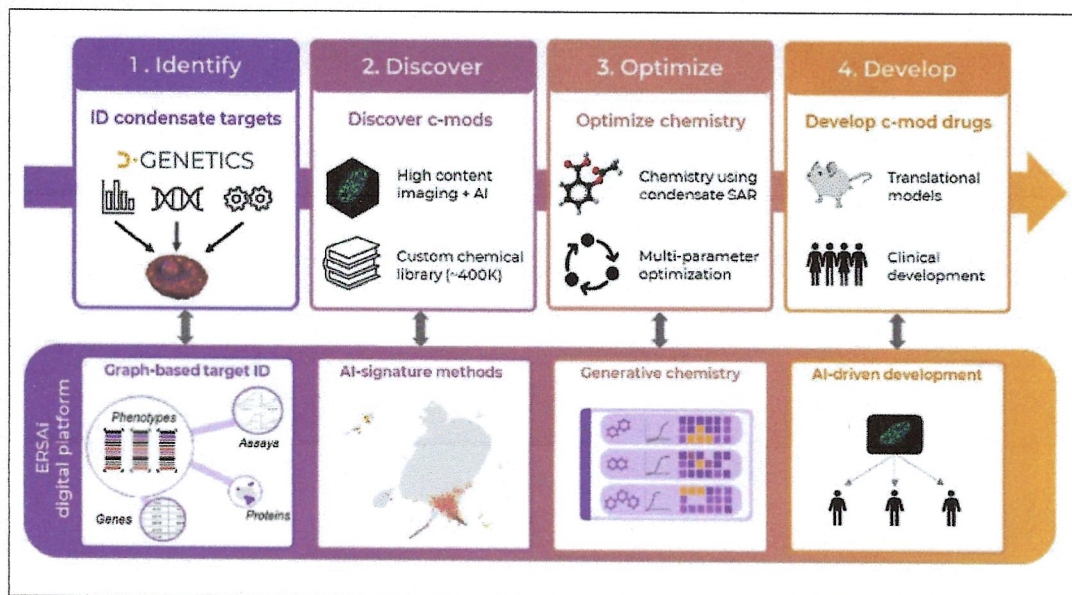 1. Identify
ID condensate targets
GENETICS
2. Discover
Discover c-mods
High content
imaging + AI
Custom chemical
library (~400K)
3. Optimize
Optimize chemistry
Chemistry using
condensate SAR
Multi-parameter
optimization
4. Develop
Develop c-mod drugs
Translational
models
Clinical
development
ERSAi
digital platform
Graph-based target ID
Phenotypes
Assaya
Genes
Proteins
AI-signature methods
Generative chemistry
AI-driven development